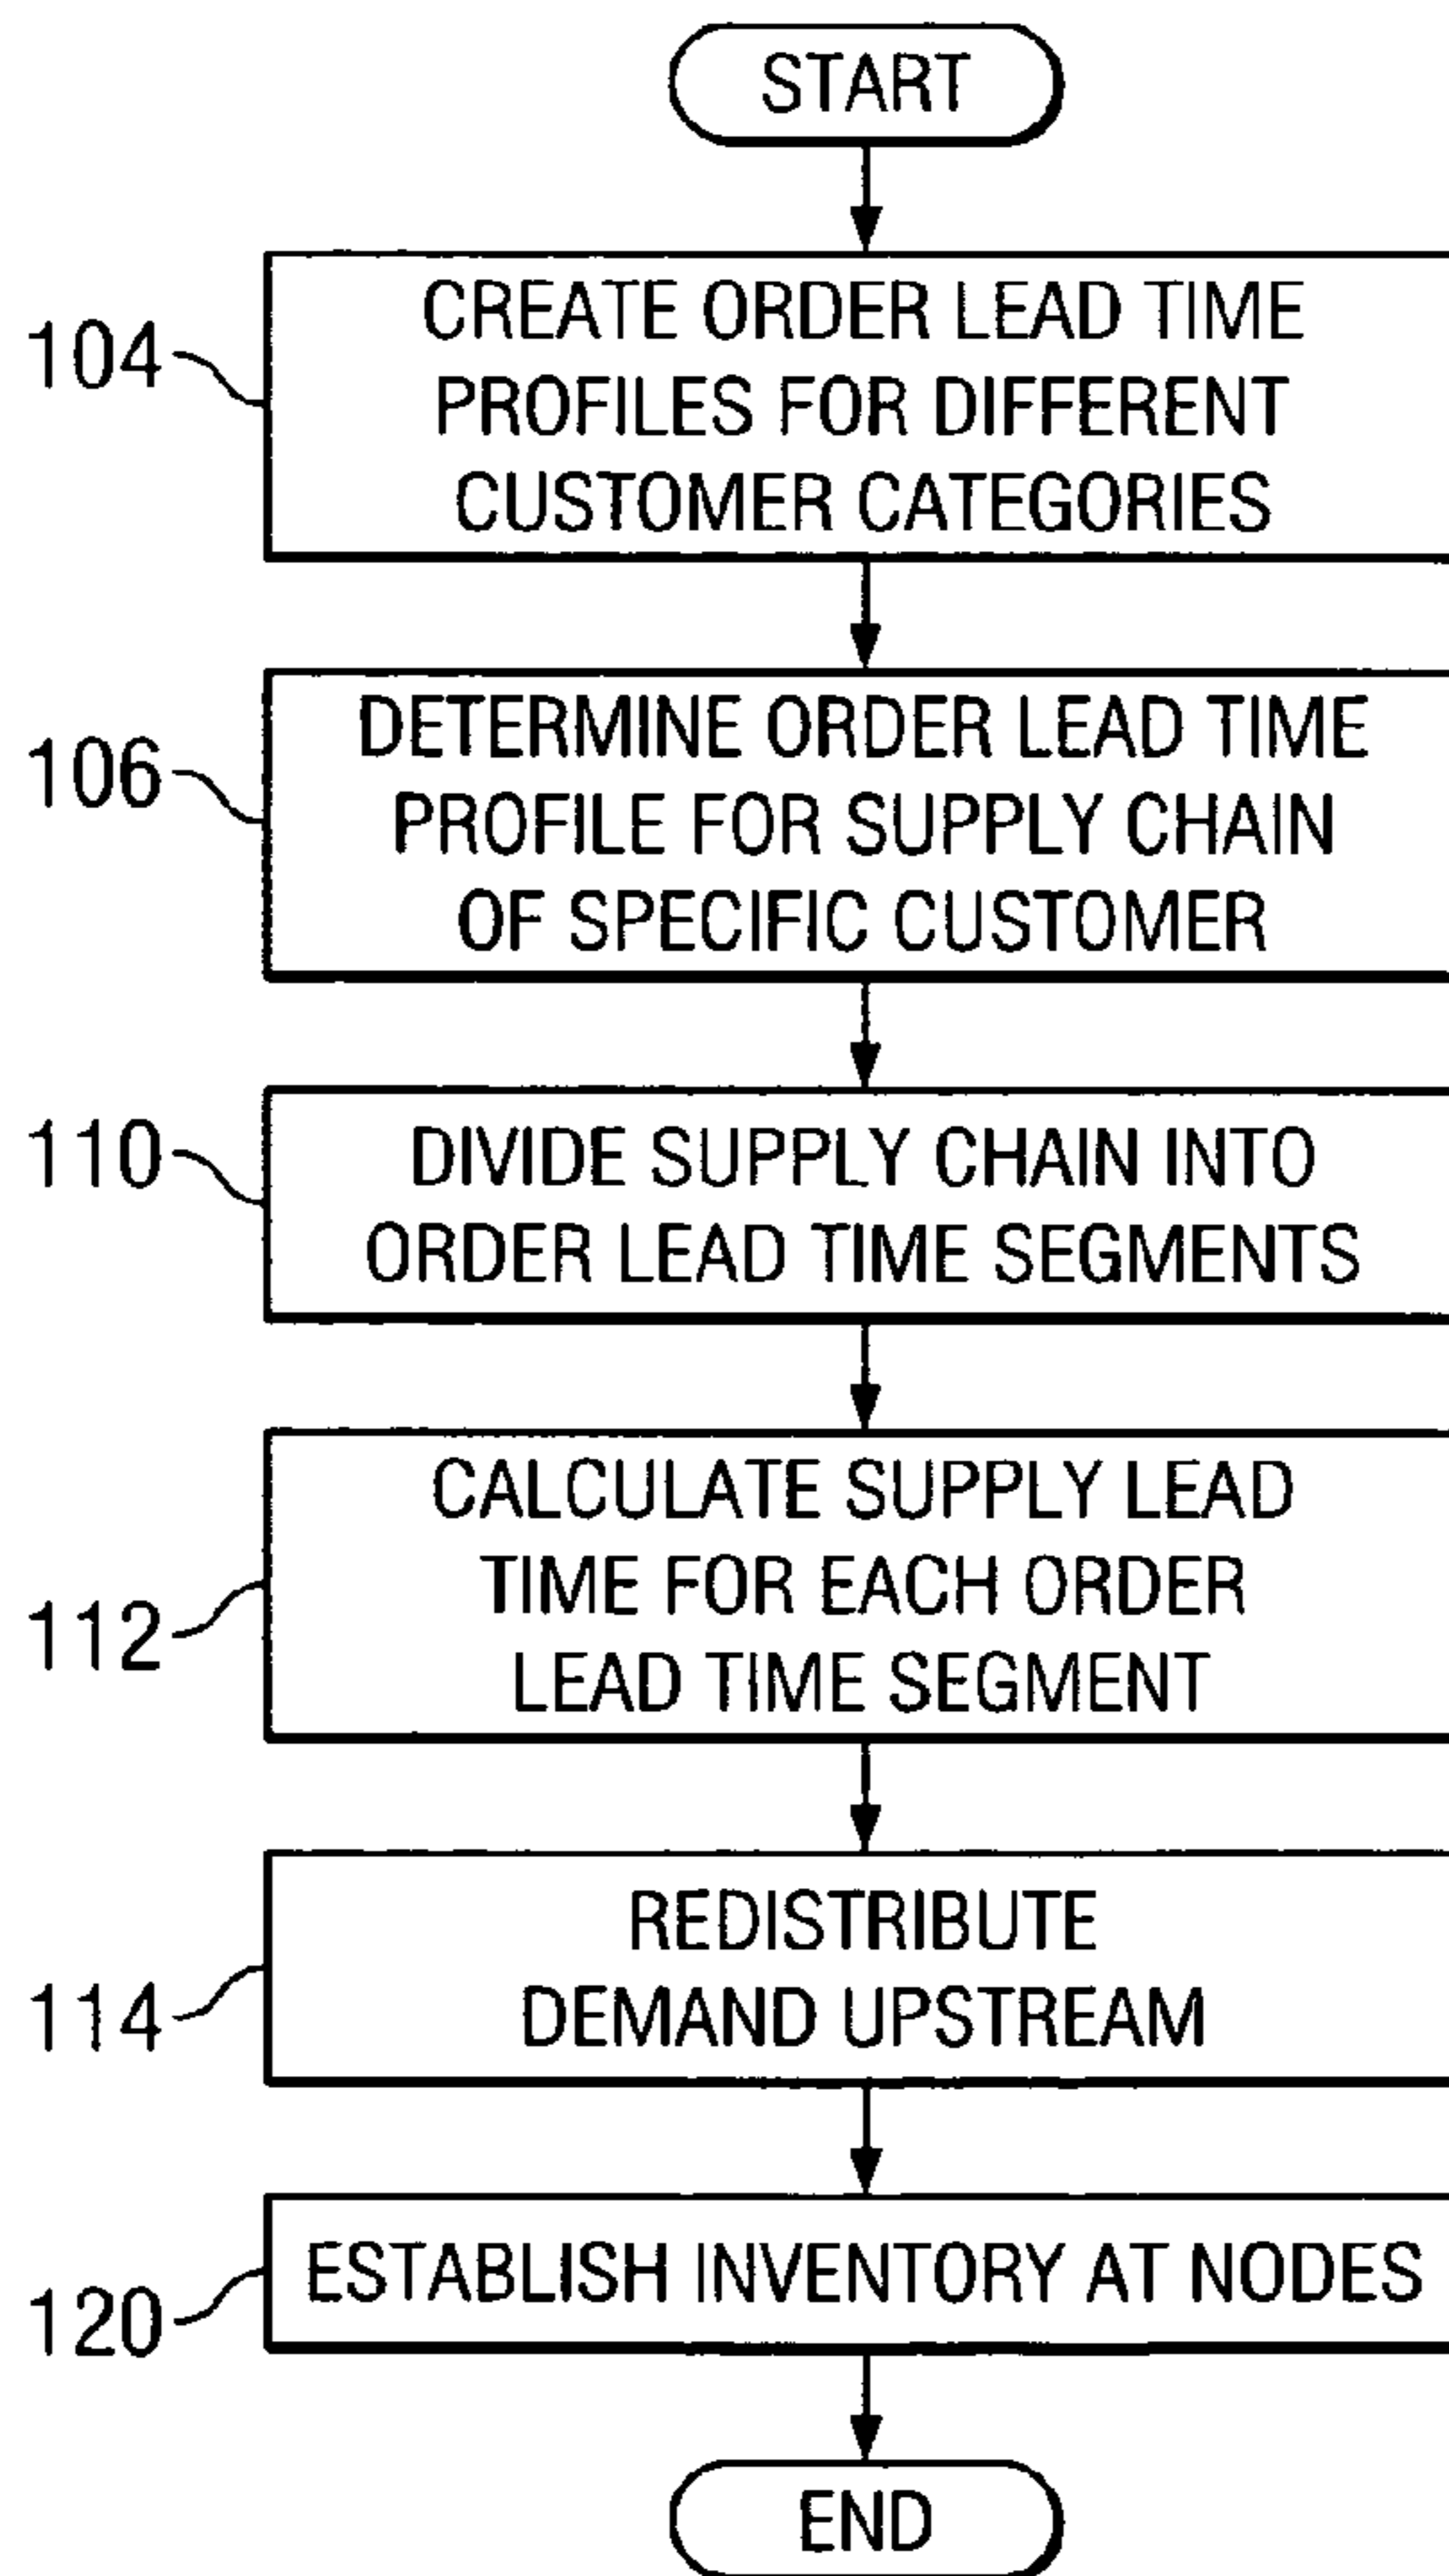 START
104
CREATE ORDER LEAD TIME
PROFILES FOR DIFFERENT
CUSTOMER CATEGORIES
106
DETERMINE ORDER LEAD TIME
PROFILE FOR SUPPLY CHAIN
OF SPECIFIC CUSTOMER
110
DIVIDE SUPPLY CHAIN INTO
ORDER LEAD TIME SEGMENTS
112
CALCULATE SUPPLY LEAD
TIME FOR EACH ORDER
LEAD TIME SEGMENT
114
REDISTRIBUTE
DEMAND UPSTREAM
120
ESTABLISH INVENTORY AT NODES
END